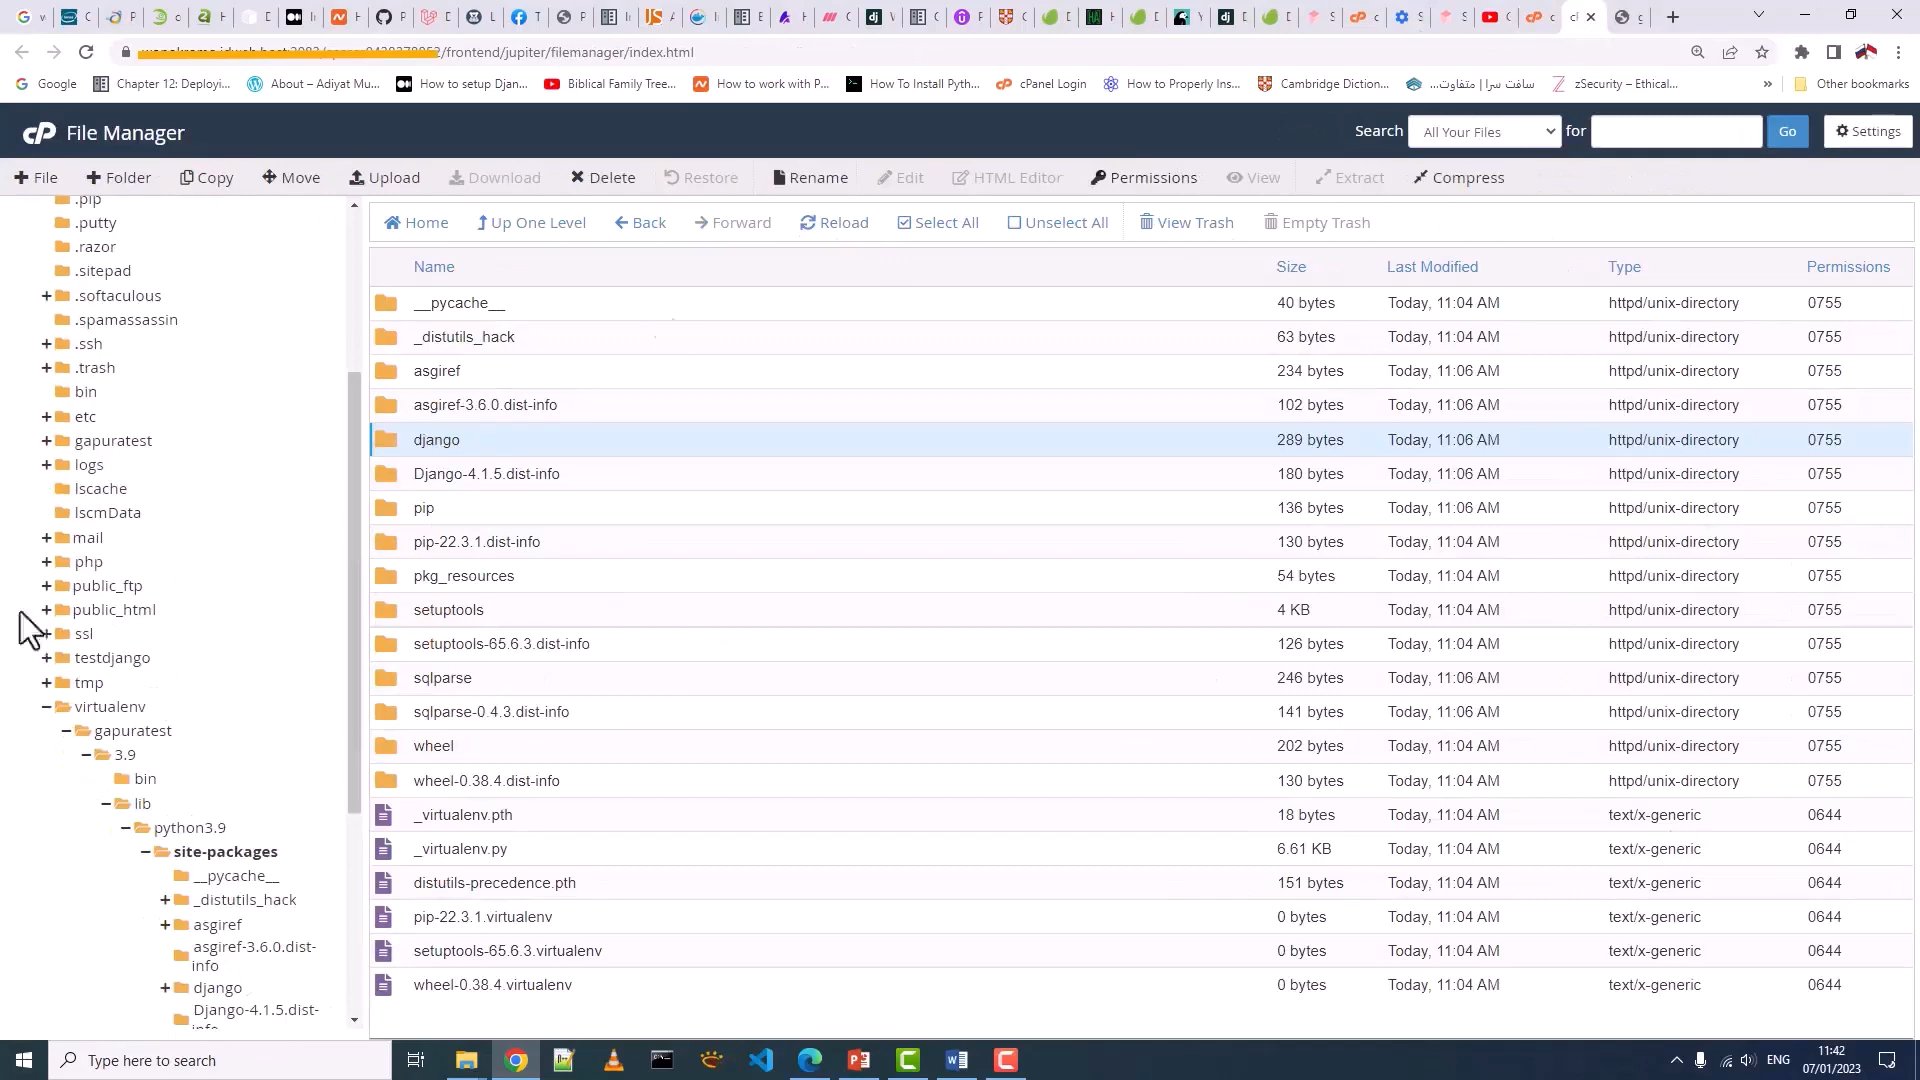 /frontend/jupiter/filemanager/index.html
Google
Chapter 12: Deployi...
About – Adiyat Mu...
How to setup Djan...
Biblical Family Tree...
How to work with P...
How To Install Pyth...
cPanel Login
How to Properly Ins...
Cambridge Diction...
سافت سرا | متفاوت...
zSecurity – Ethical...
»
Other bookmarks
cP File Manager
Search
All Your Files
for
Go
Settings
File
Folder
Copy
Move
Upload
Download
Delete
Restore
Rename
Edit
HTML Editor
Permissions
View
Extract
Compress
.pip
.putty
.razor
.sitepad
.softaculous
.spamassassin
.ssh
.trash
bin
etc
gapuratest
logs
lscache
lscmData
mail
php
public_ftp
public_html
ssl
testdjango
tmp
virtualenv
gapuratest
3.9
bin
lib
python3.9
site-packages
__pycache__
_distutils_hack
asgiref
asgiref-3.6.0.dist-
info
django
Django-4.1.5.dist-
info
Home
Up One Level
Back
Forward
Reload
Select All
Unselect All
View Trash
Empty Trash
Name Size Last Modified Type Permissions
__pycache__ 40 bytes Today, 11:04 AM httpd/unix-directory 0755
_distutils_hack 63 bytes Today, 11:04 AM httpd/unix-directory 0755
asgiref 234 bytes Today, 11:06 AM httpd/unix-directory 0755
asgiref-3.6.0.dist-info 102 bytes Today, 11:06 AM httpd/unix-directory 0755
django 289 bytes Today, 11:06 AM httpd/unix-directory 0755
Django-4.1.5.dist-info 180 bytes Today, 11:06 AM httpd/unix-directory 0755
pip 136 bytes Today, 11:06 AM httpd/unix-directory 0755
pip-22.3.1.dist-info 130 bytes Today, 11:04 AM httpd/unix-directory 0755
pkg_resources 54 bytes Today, 11:04 AM httpd/unix-directory 0755
setuptools 4 KB Today, 11:04 AM httpd/unix-directory 0755
setuptools-65.6.3.dist-info 126 bytes Today, 11:04 AM httpd/unix-directory 0755
sqlparse 246 bytes Today, 11:06 AM httpd/unix-directory 0755
sqlparse-0.4.3.dist-info 141 bytes Today, 11:06 AM httpd/unix-directory 0755
wheel 202 bytes Today, 11:04 AM httpd/unix-directory 0755
wheel-0.38.4.dist-info 130 bytes Today, 11:04 AM httpd/unix-directory 0755
_virtualenv.pth 18 bytes Today, 11:04 AM text/x-generic 0644
_virtualenv.py 6.61 KB Today, 11:04 AM text/x-generic 0644
distutils-precedence.pth 151 bytes Today, 11:04 AM text/x-generic 0644
pip-22.3.1.virtualenv 0 bytes Today, 11:04 AM text/x-generic 0644
setuptools-65.6.3.virtualenv 0 bytes Today, 11:04 AM text/x-generic 0644
wheel-0.38.4.virtualenv 0 bytes Today, 11:04 AM text/x-generic 0644
Type here to search
ENG
11:42
07/01/2023